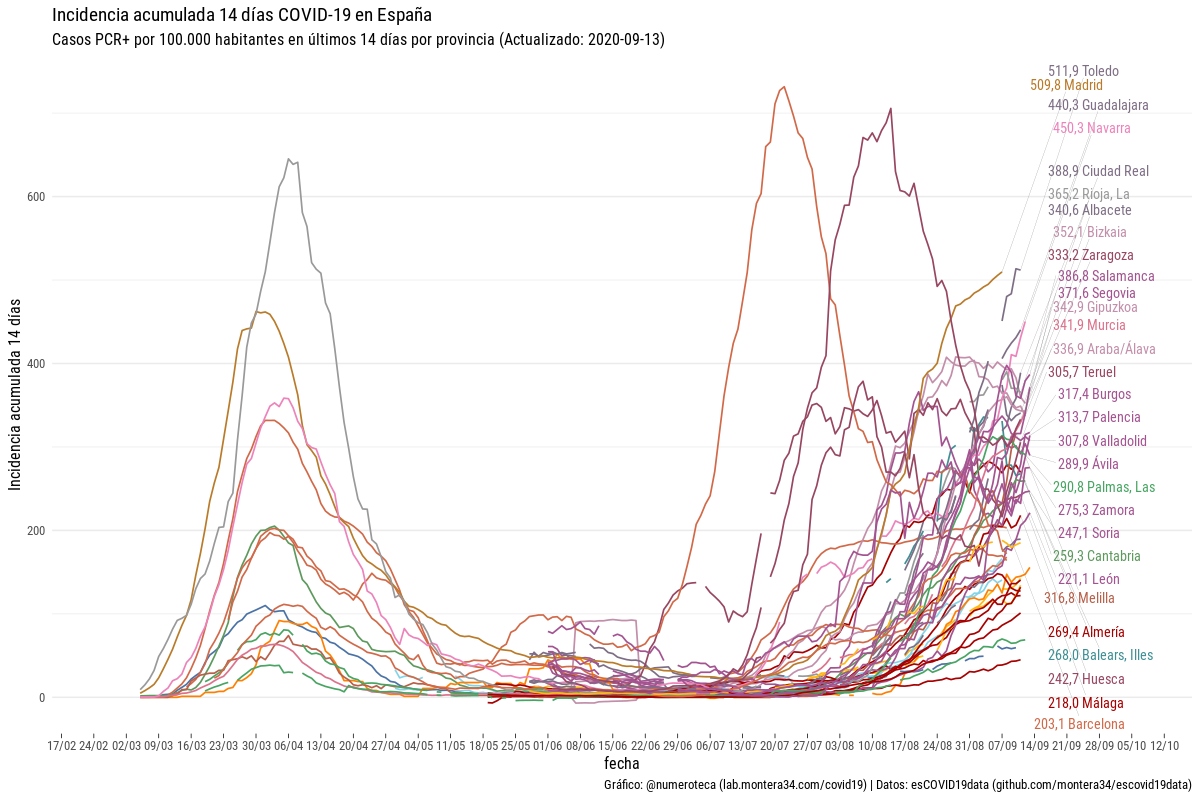 Incidencia acumulada 14 días COVID-19 en España
Casos PCR+ por 100.000 habitantes en últimos 14 días por provincia (Actualizado: 2020-09-13)
511,9 Toledo
509,8 Madrid
440,3 Guadalajara
450,3 Navarra
388,9 Ciudad Real
365,2 Rioja, La
340,6 Albacete
352,1 Bizkaia
333,2 Zaragoza
386,8 Salamanca
371,6 Segovia
342,9 Gipuzkoa
341,9 Murcia
336,9 Araba/Álava
305,7 Teruel
317,4 Burgos
313,7 Palencia
307,8 Valladolid
289,9 Ávila
290,8 Palmas, Las
275,3 Zamora
247,1 Soria
259,3 Cantabria
221,1 León
316,8 Melilla
269,4 Almería
268,0 Balears, Illes
242,7 Huesca
218,0 Málaga
203,1 Barcelona
Incidencia acumulada 14 días
600
400
200
0
17/02 24/02 02/03 09/03 16/03 23/03 30/03 06/04 13/04 20/04 27/04 04/05 11/05 18/05 25/05 01/06 08/06 15/06 22/06 29/06 06/07 13/07 20/07 27/07 03/08 10/08 17/08 24/08 31/08 07/09 14/09 21/09 28/09 05/10 12/10
fecha
Gráfico: @numeroteca (lab.montera34.com/covid19) | Datos: esCOVID19data (github.com/montera34/escovid19data)